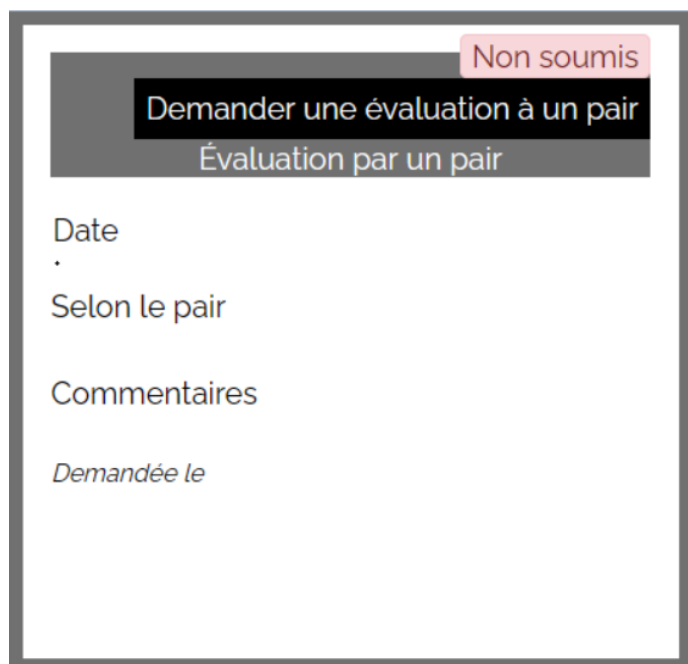 Non soumis
Demander une évaluation à un pair
Évaluation par un pair
Date
Selon le pair
Commentaires
Demandée le